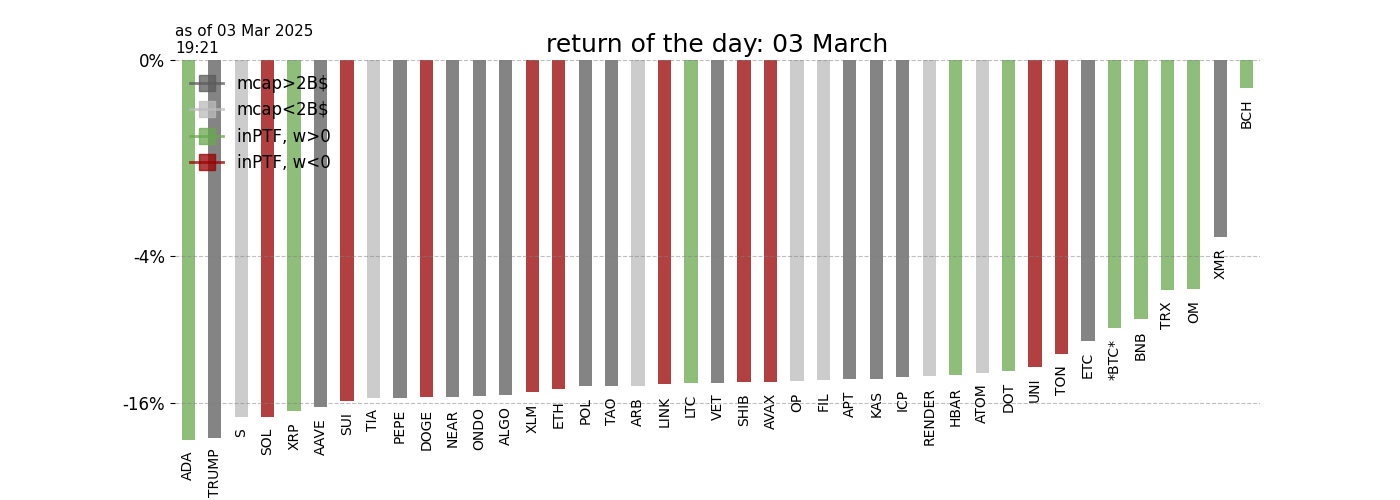 as of 03 Mar 2025
19:21
return of the day: 03 March
0%
mcap>2B$
mcap<2B$
inPTF, w>0
inPTF, w<0
-4%
-16%
ADA
TRUMP
S
SOL
XRP
AAVE
SUI
TIA
PEPE
DOGE
NEAR
ONDO
ALGO
XLM
ETH
POL
TAO
ARB
LINK
LTC
VET
SHIB
AVAX
OP
FIL
APT
KAS
ICP
RENDER
HBAR
ATOM
DOT
UNI
TON
ETC
*BTC*
BNB
TRX
OM
XMR
BCH